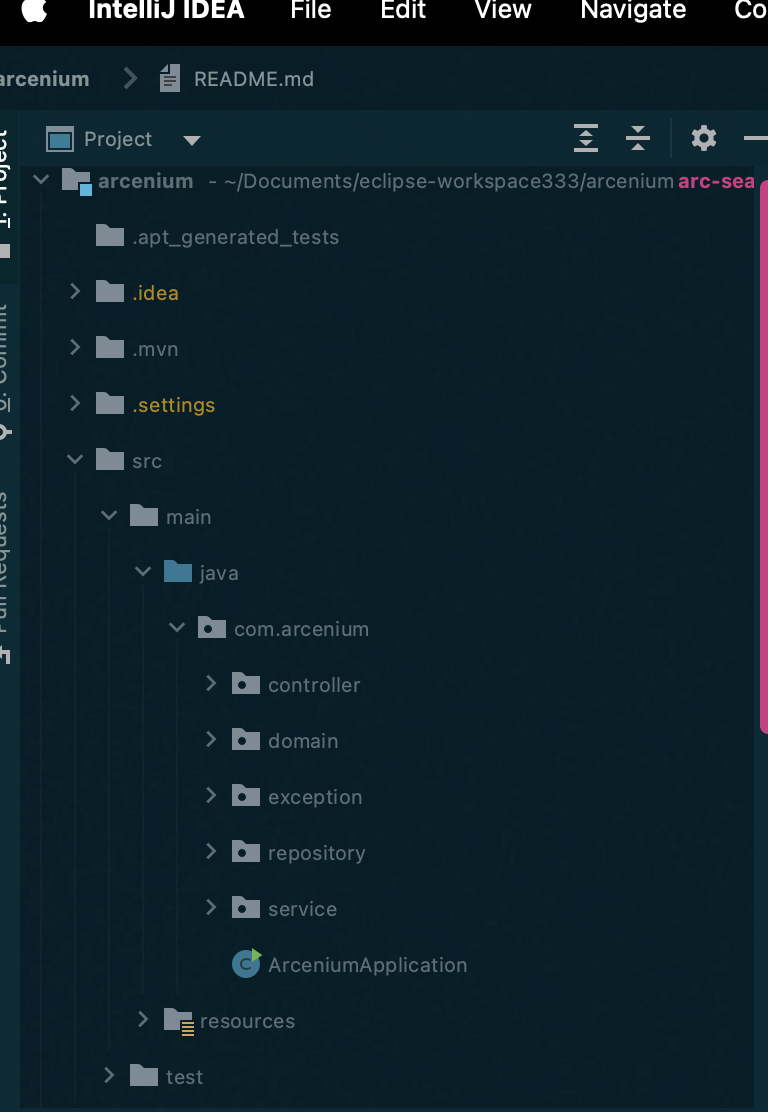 IntelliJ IDEA File Edit View Navigate Co
arcenium README.md
Project
arcenium - ~/Documents/eclipse-workspace333/arcenium arc-sea
.apt_generated_tests
.idea
.mvn
.settings
src
main
java
com.arcenium
controller
domain
exception
repository
service
ArceniumApplication
resources
test
1: Project
0: Commit
Pull Requests